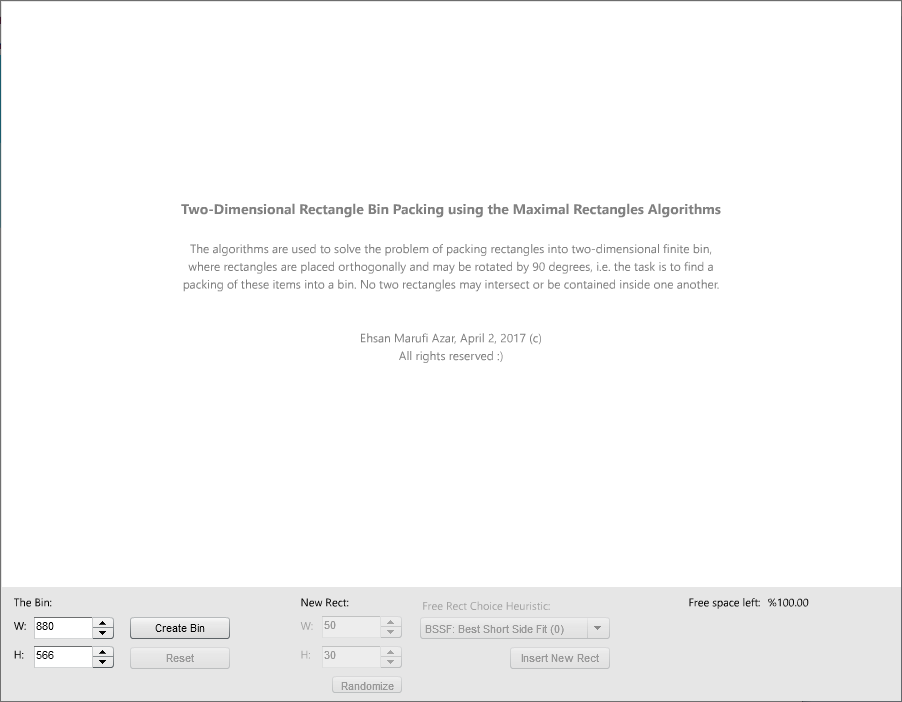 Two-Dimensional Rectangle Bin Packing using the Maximal Rectangles Algorithms
The algorithms are used to solve the problem of packing rectangles into two-dimensional finite bin,
where rectangles are placed orthogonally and may be rotated by 90 degrees, i.e. the task is to find a
packing of these items into a bin. No two rectangles may intersect or be contained inside one another.
Ehsan Marufi Azar, April 2, 2017 (c)
All rights reserved :)
The Bin:
W: 880
Create Bin
H: 566
Reset
New Rect:
W: 50
H: 30
Randomize
Free Rect Choice Heuristic:
BSSF: Best Short Side Fit (0)
Insert New Rect
Free space left: %100.00